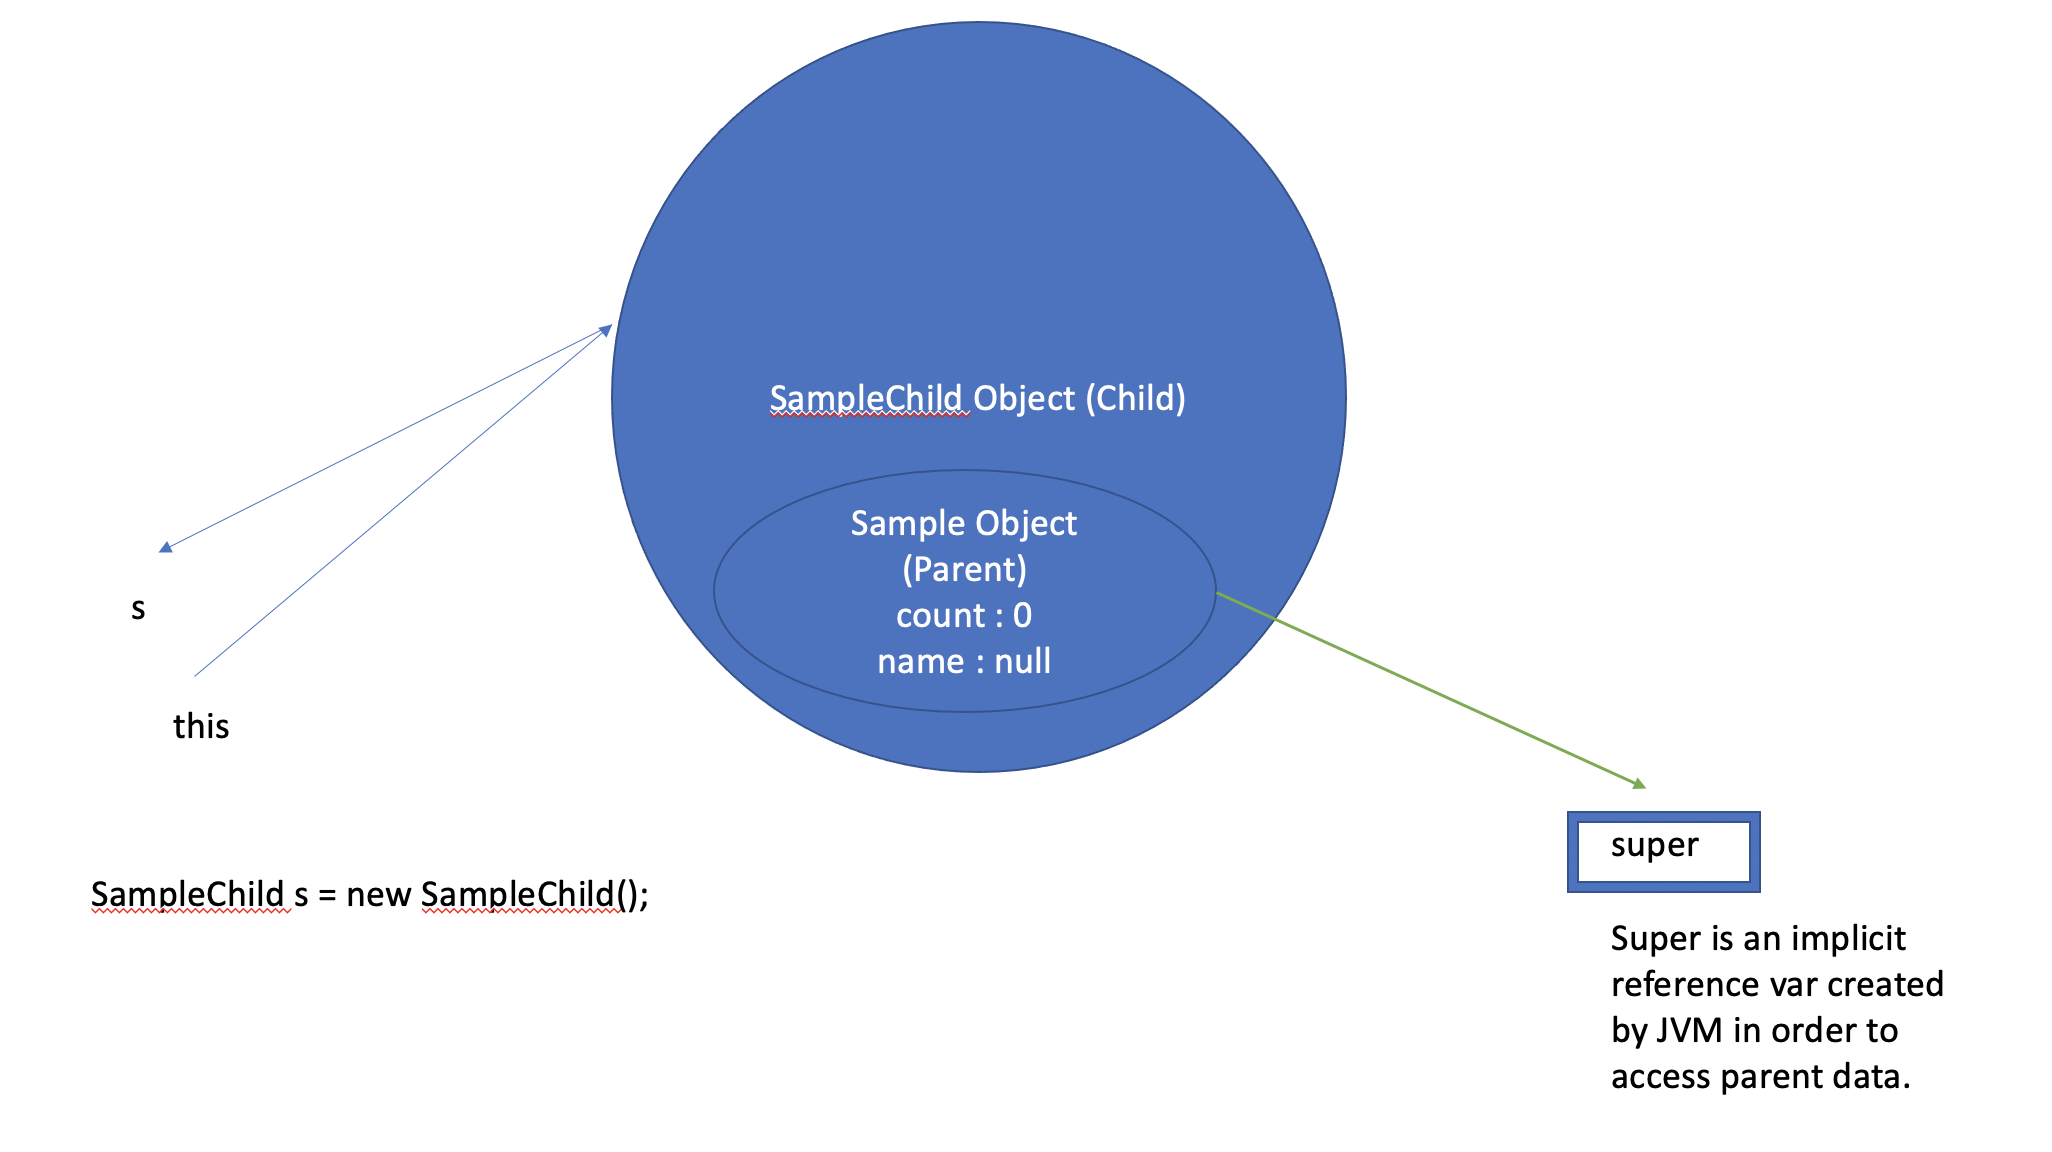 SampleChild Object (Child)
Sample Object
(Parent)
count : 0
name : null
s
this
super
SampleChild s = new SampleChild();
Super is an implicit
reference var created
by JVM in order to
access parent data.